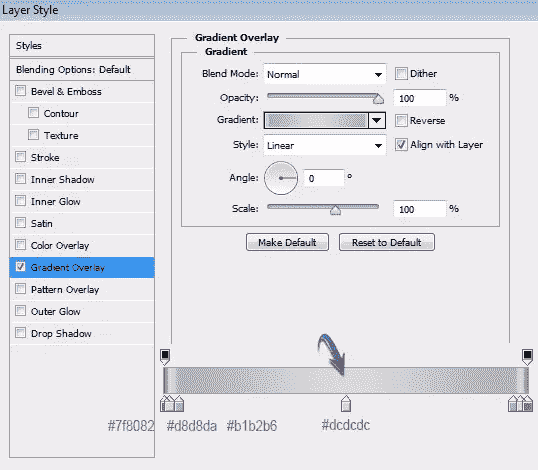 Layer Style
Styles
Blending Options: Default
Bevel & Emboss
Contour
Texture
Stroke
Inner Shadow
Inner Glow
Satin
Color Overlay
Gradient Overlay
Pattern Overlay
Outer Glow
Drop Shadow
Gradient Overlay
Gradient
Blend Mode: Normal Dither
Opacity: 100 %
Gradient: Reverse
Style: Linear Align with Layer
Angle: 0 °
Scale: 100 %
Make Default Reset to Default
#7f8082 #d8d8da #b1b2b6 #dcdcdc